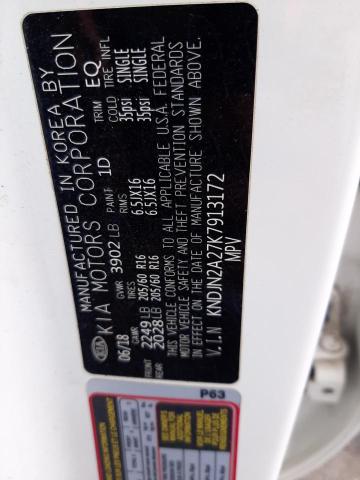 MANUFACTURED IN KOREA BY
KIA MOTORS CORPORATION
06/18 GVWR 3902 LB PAINT 1D TRIM EQ
GAWR TIRES RIMS COLD TIRE INFL
FRONT 2249 LB 205/60 R16 6.5JX16 35psi SINGLE
REAR 2028 LB 205/60 R16 6.5JX16 35psi SINGLE
THIS VEHICLE CONFORMS TO ALL APPLICABLE U.S.A. FEDERAL
MOTOR VEHICLE SAFETY AND THEFT PREVENTION STANDARDS
IN EFFECT ON THE DATE OF MANUFACTURE SHOWN ABOVE.
V.I.N KNDJN2A27K7913172
MPV
P63